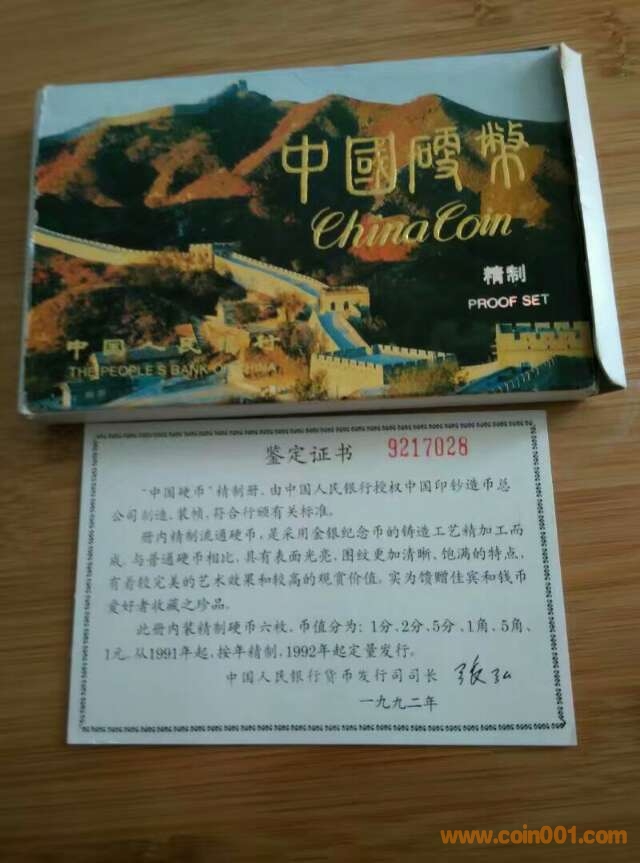 中國硬幣
China Coin
精制
PROOF SET
中国人民银行
THE PEOPLE'S BANK OF CHINA
鉴定证书 9217028
“中国硬币”精制册，由中国人民银行授权中国印钞造币总
公司制造、装帧，符合行颁有关标准。
册内精制流通硬币，是采用金银纪念币的铸造工艺精加工而
成，与普通硬币相比，具有表面光亮，图纹更加清晰、饱满的特点，
有着较完美的艺术效果和较高的观赏价值，实为馈赠佳宾和钱币
爱好者收藏之珍品。
此册内装精制硬币六枚，币值分为：1分、2分、5分、1角、5角、
1元，从1991年起，按年精制，1992年起定量发行。
中国人民银行货币发行司司长 张弘
一九九二年
www.coin001.com